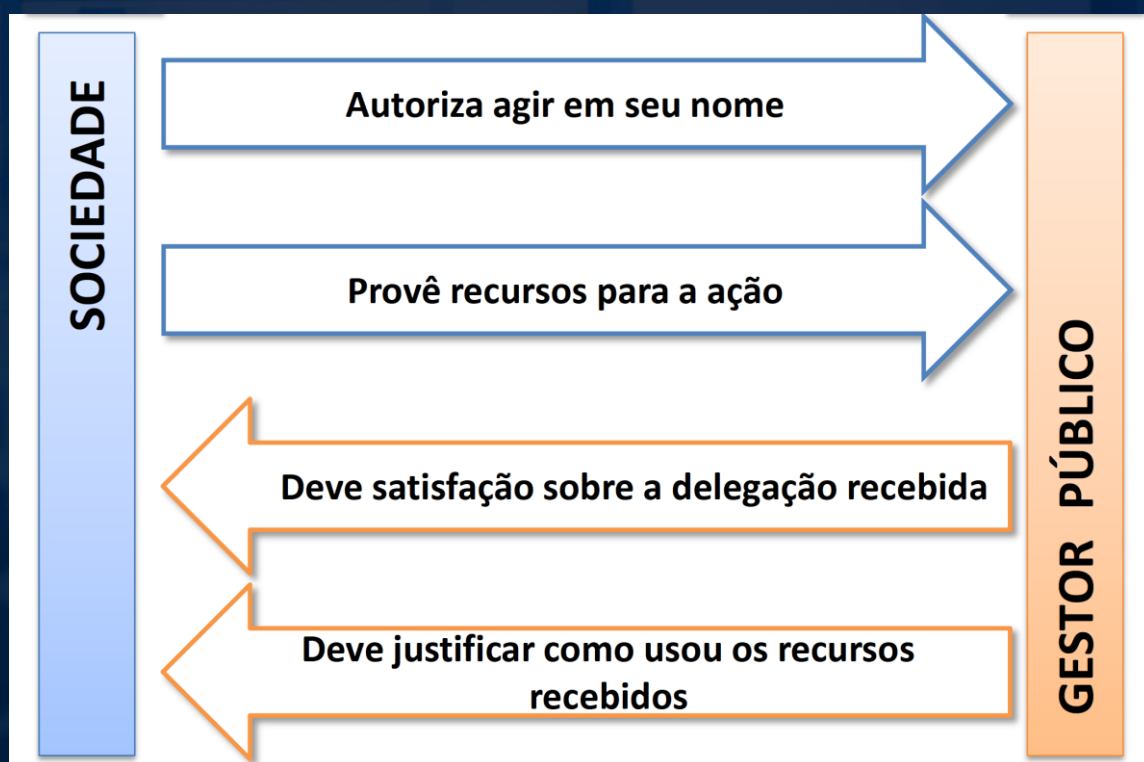 SOCIEDADE
Autoriza agir em seu nome
Provê recursos para a ação
Deve satisfação sobre a delegação recebida
Deve justificar como usou os recursos
recebidos
GESTOR PÚBLICO